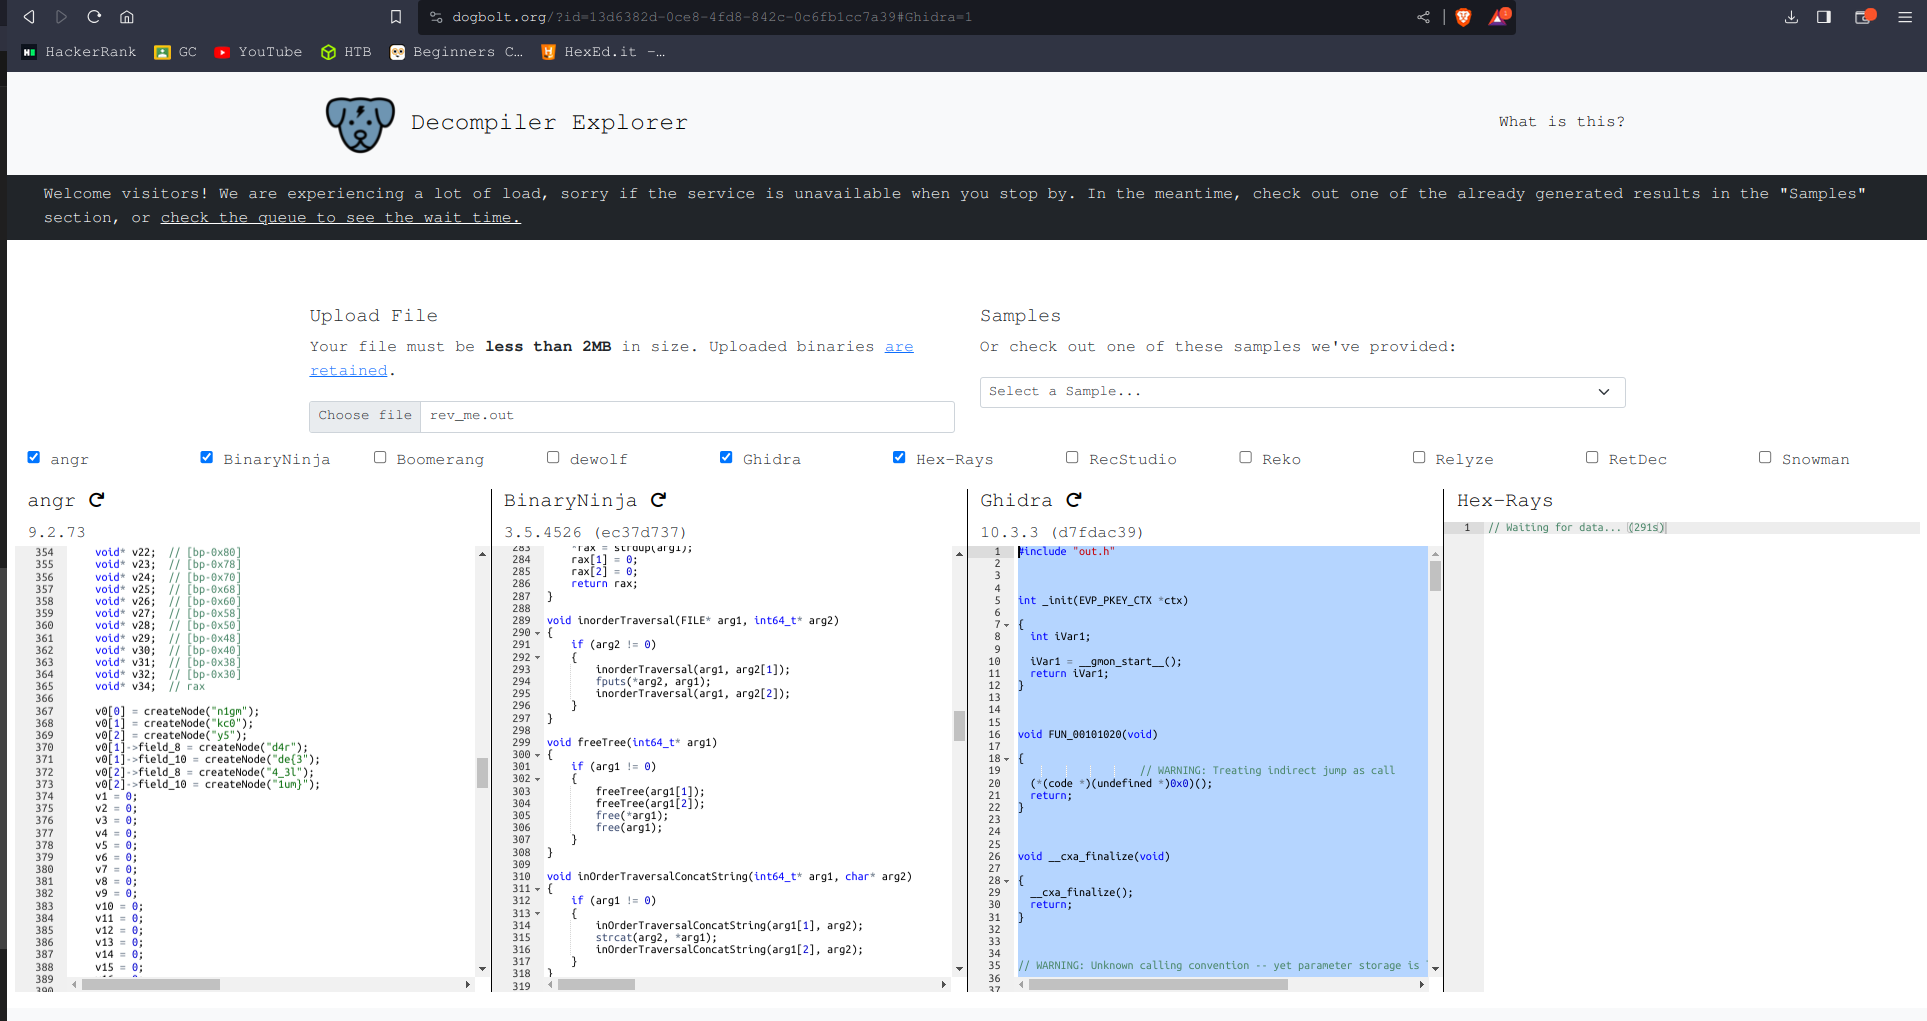 dogbolt.org/?id=13d6382d-0ce8-4fd8-842c-0c6fb1cc7a39#Ghidra=1
HackerRank GC YouTube HTB Beginners C… HexEd.it -…
Decompiler Explorer
What is this?
Welcome visitors! We are experiencing a lot of load, sorry if the service is unavailable when you stop by. In the meantime, check out one of the already generated results in the "Samples"
section, or check the queue to see the wait time.
Upload File
Your file must be less than 2MB in size. Uploaded binaries are
retained.
Choose file rev_me.out
Samples
Or check out one of these samples we've provided:
Select a Sample...
angr BinaryNinja Boomerang dewolf Ghidra Hex-Rays RecStudio Reko Relyze RetDec Snowman
angr
9.2.73
354 void* v22; // [bp-0x80]
355 void* v23; // [bp-0x78]
356 void* v24; // [bp-0x70]
357 void* v25; // [bp-0x68]
358 void* v26; // [bp-0x60]
359 void* v27; // [bp-0x58]
360 void* v28; // [bp-0x50]
361 void* v29; // [bp-0x48]
362 void* v30; // [bp-0x40]
363 void* v31; // [bp-0x38]
364 void* v32; // [bp-0x30]
365 void* v34; // rax
366
367 v0[0] = createNode("n1gm");
368 v0[1] = createNode("kc0");
369 v0[2] = createNode("y5");
370 v0[1]->field_8 = createNode("d4r");
371 v0[1]->field_10 = createNode("de{3");
372 v0[2]->field_8 = createNode("4_3l");
373 v0[2]->field_10 = createNode("1um}");
374 v1 = 0;
375 v2 = 0;
376 v3 = 0;
377 v4 = 0;
378 v5 = 0;
379 v6 = 0;
380 v7 = 0;
381 v8 = 0;
382 v9 = 0;
383 v10 = 0;
384 v11 = 0;
385 v12 = 0;
386 v13 = 0;
387 v14 = 0;
388 v15 = 0;
389
390
BinaryNinja
3.5.4526 (ec37d737)
283 *rax = strdup(arg1);
284 rax[1] = 0;
285 rax[2] = 0;
286 return rax;
287 }
288
289 void inorderTraversal(FILE* arg1, int64_t* arg2)
290 {
291 if (arg2 != 0)
292 {
293 inorderTraversal(arg1, arg2[1]);
294 fputs(*arg2, arg1);
295 inorderTraversal(arg1, arg2[2]);
296 }
297 }
298
299 void freeTree(int64_t* arg1)
300 {
301 if (arg1 != 0)
302 {
303 freeTree(arg1[1]);
304 freeTree(arg1[2]);
305 free(*arg1);
306 free(arg1);
307 }
308 }
309
310 void inOrderTraversalConcatString(int64_t* arg1, char* arg2)
311 {
312 if (arg1 != 0)
313 {
314 inOrderTraversalConcatString(arg1[1], arg2);
315 strcat(arg2, *arg1);
316 inOrderTraversalConcatString(arg1[2], arg2);
317 }
318 }
319
Ghidra
10.3.3 (d7fdac39)
1 #include "out.h"
2
3
4
5 int _init(EVP_PKEY_CTX *ctx)
6
7 {
8 int iVar1;
9
10 iVar1 = __gmon_start__();
11 return iVar1;
12 }
13
14
15
16 void FUN_00101020(void)
17
18 {
19 // WARNING: Treating indirect jump as call
20 (*(code *)(undefined *)0x0)();
21 return;
22 }
23
24
25
26 void __cxa_finalize(void)
27
28 {
29 __cxa_finalize();
30 return;
31 }
32
33
34
35 // WARNING: Unknown calling convention -- yet parameter storage is
36
37
Hex-Rays
1 // Waiting for data... (291s)